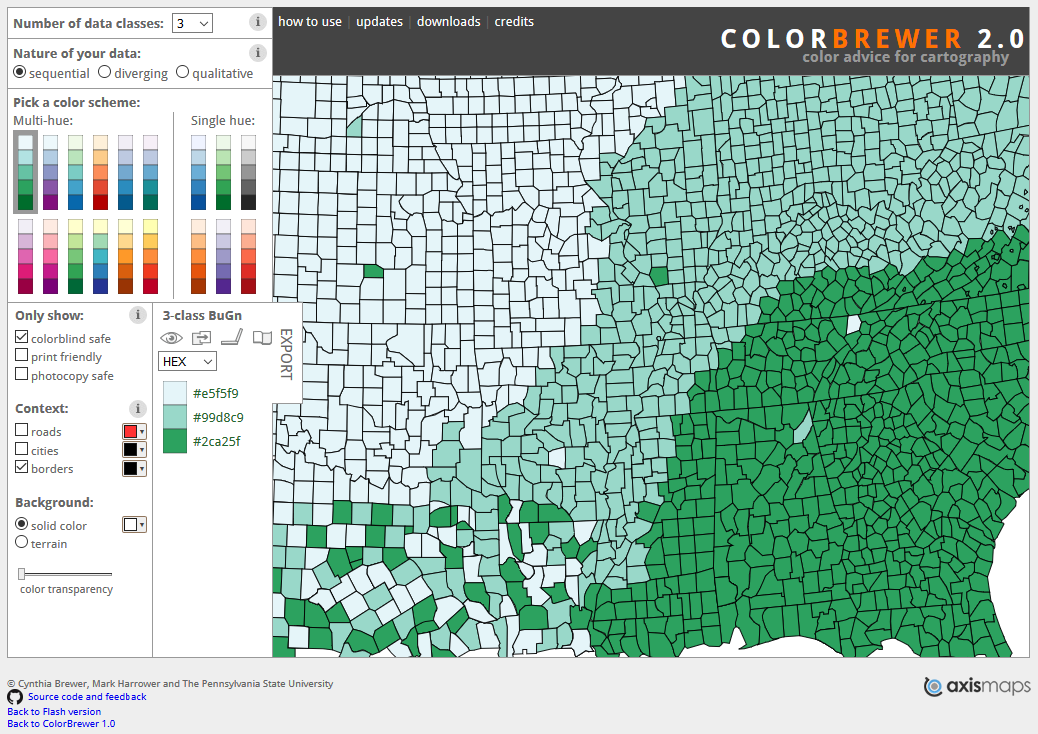 Number of data classes: 3 i
how to use | updates | downloads | credits
COLORBREWER 2.0
color advice for cartography
Nature of your data: i
sequential diverging qualitative
Pick a color scheme:
Multi-hue: Single hue:
Only show: i
colorblind safe
print friendly
photocopy safe
Context: i
roads
cities
borders
Background:
solid color
terrain
color transparency
3-class BuGn
EXPORT
HEX
#e5f5f9
#99d8c9
#2ca25f
© Cynthia Brewer, Mark Harrower and The Pennsylvania State University
Source code and feedback
Back to Flash version
Back to ColorBrewer 1.0
axismaps